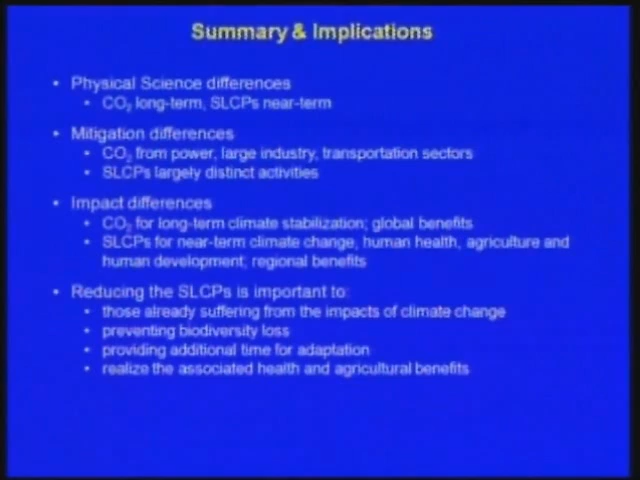 Summary & Implications
• Physical Science differences
• CO₂ long-term, SLCPs near-term
• Mitigation differences
• CO₂ from power, large industry, transportation sectors
• SLCPs largely distinct activities
• Impact differences
• CO₂ for long-term climate stabilization; global benefits
• SLCPs for near-term climate change, human health, agriculture and
human development; regional benefits
• Reducing the SLCPs is important to:
• those already suffering from the impacts of climate change
• preventing biodiversity loss
• providing additional time for adaptation
• realize the associated health and agricultural benefits